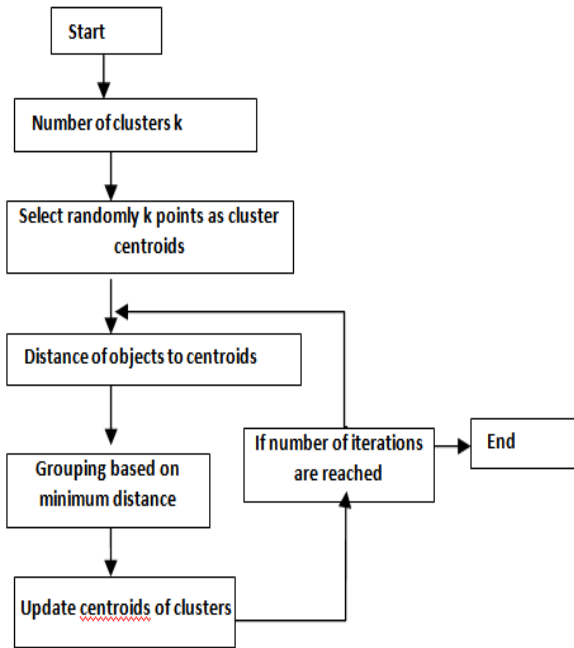 Start
Number of clusters k
Select randomly k points as cluster
centroids
Distance of objects to centroids
Grouping based on
minimum distance
Update centroids of clusters
If number of iterations
are reached
End